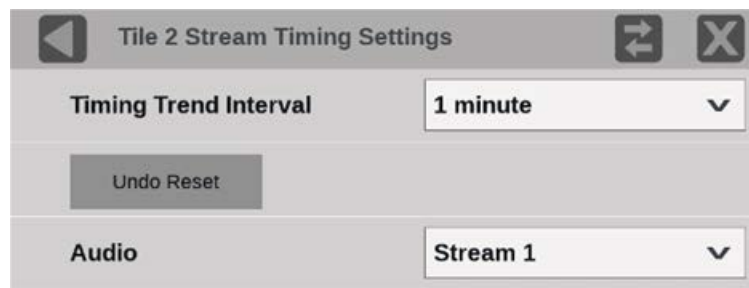 Tile 2 Stream Timing Settings
Timing Trend Interval 1 minute
Undo Reset
Audio Stream 1